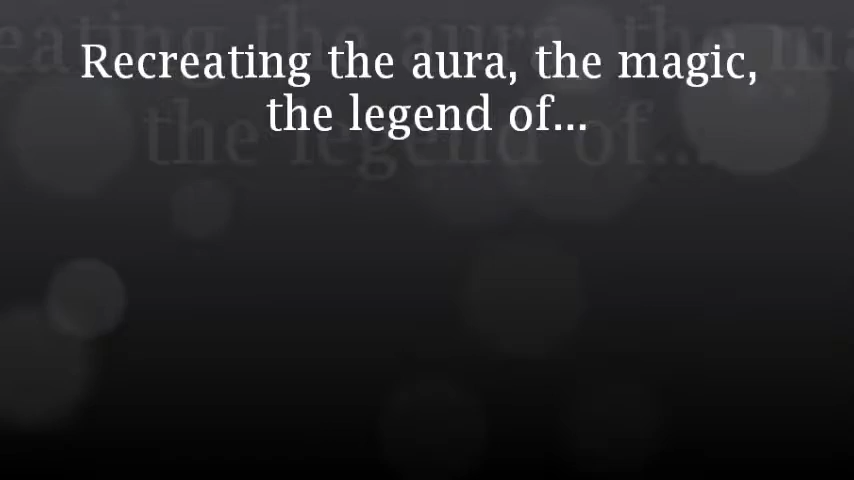 Recreating the aura, the magic,
the legend of...